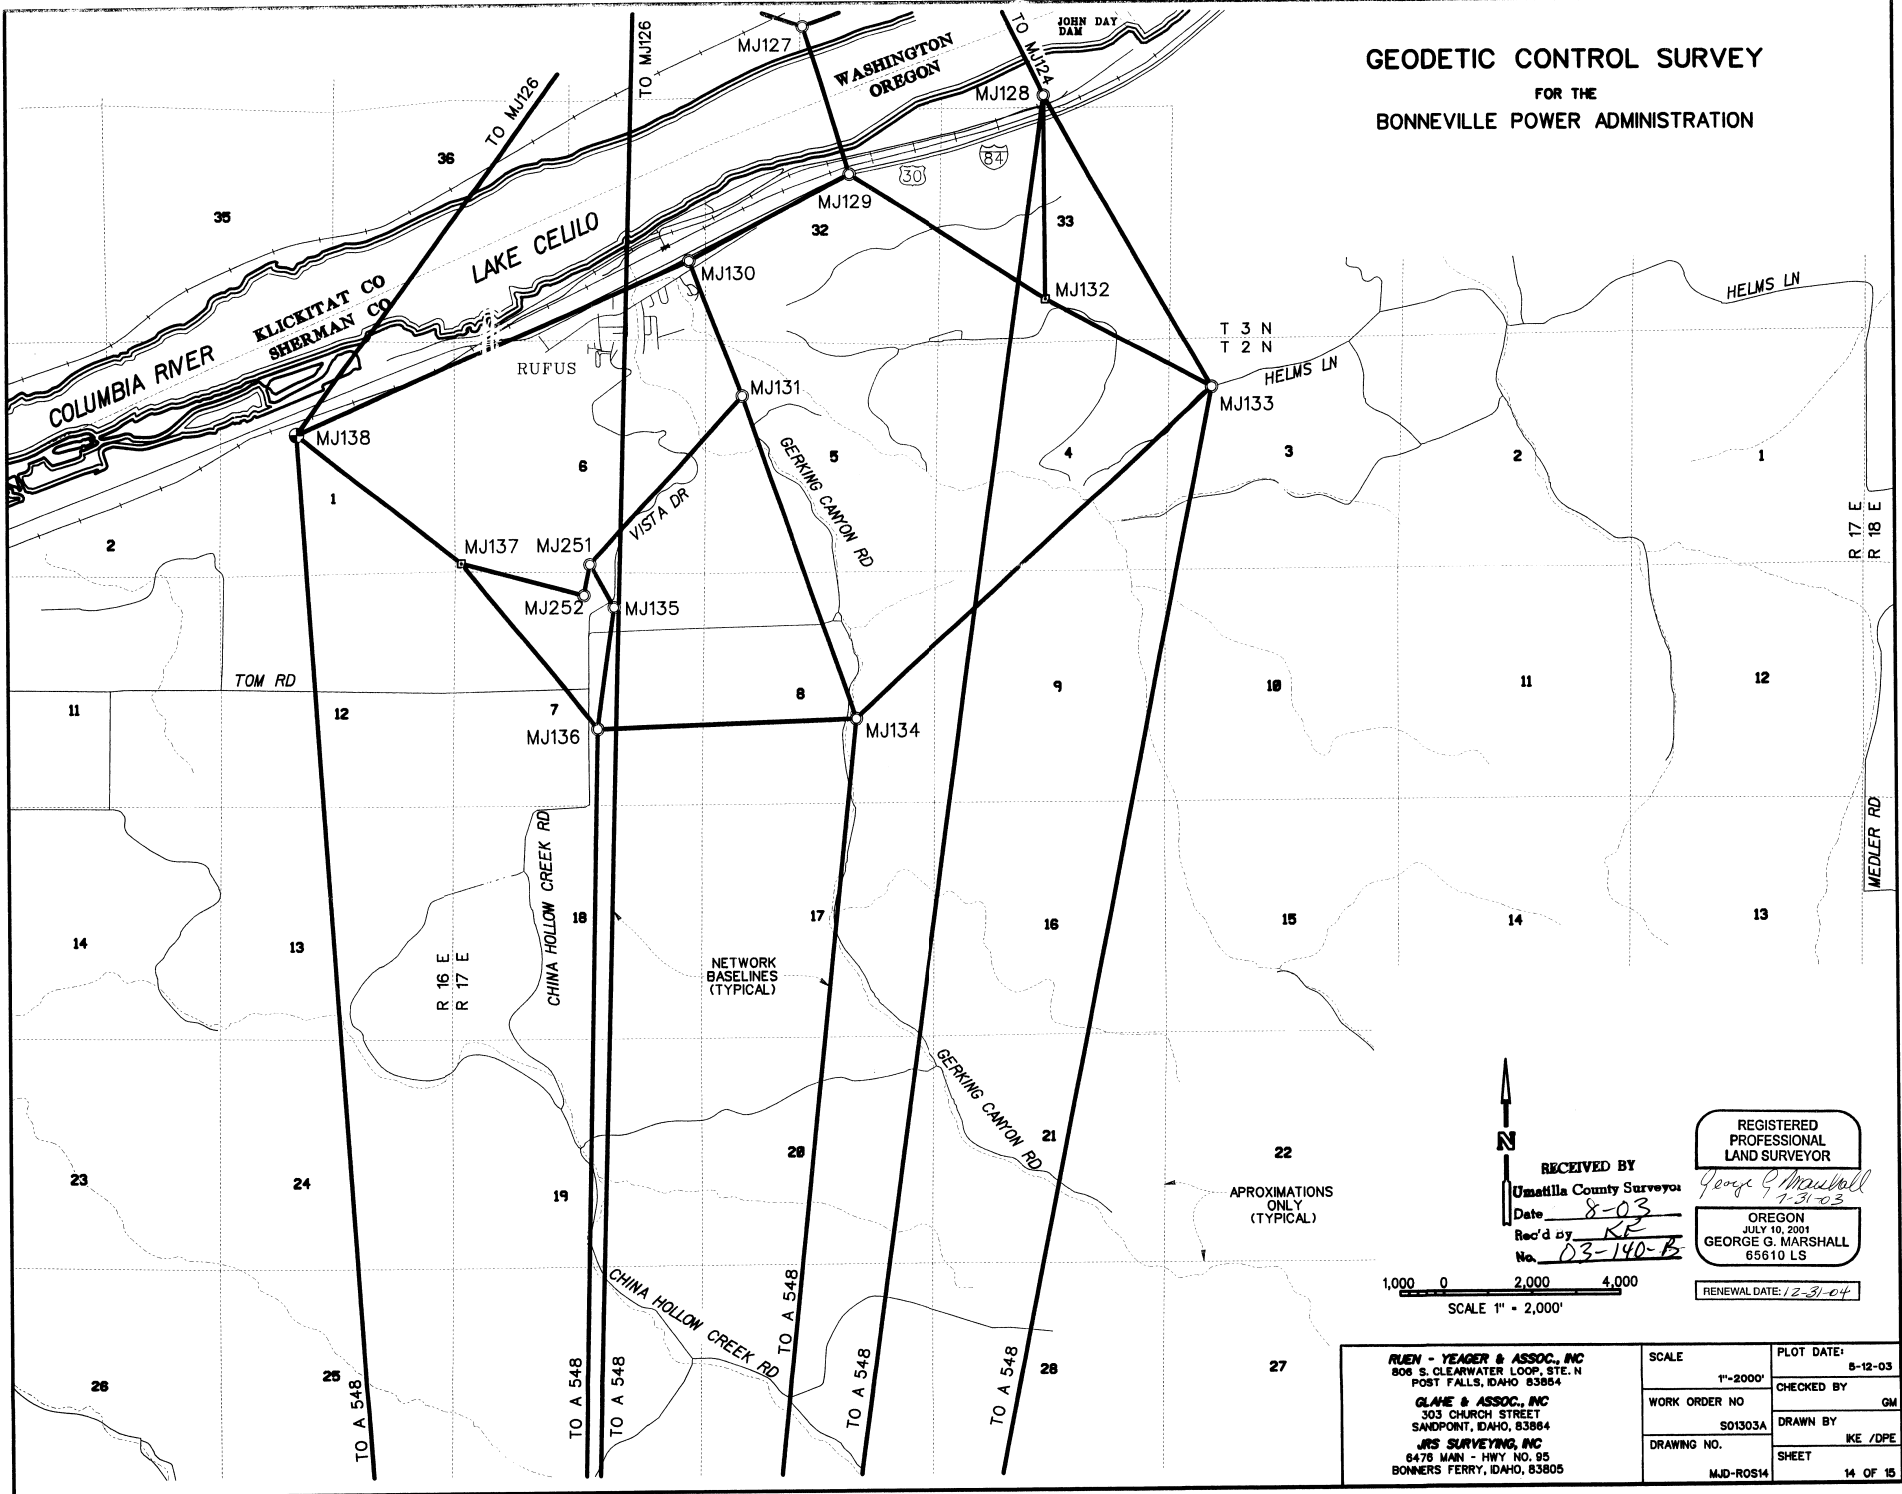 GEODETIC CONTROL SURVEY
FOR THE
BONNEVILLE POWER ADMINISTRATION
TO MJ126
TO MJ126
MJ127
WASHINGTON
OREGON
TO MJ124
JOHN DAY
DAM
MJ128
36
35
84
30
MJ129
32
33
LAKE CELILO
KLICKITAT CO
SHERMAN CO
COLUMBIA RIVER
MJ130
MJ132
HELMS LN
T 3 N
T 2 N
RUFUS
HELMS LN
MJ131
MJ133
MJ138
GERKING CANYON RD
6
5
4
3
2
1
1
2
VISTA DR
R 17 E
R 18 E
MJ137
MJ251
MJ252
MJ135
TOM RD
11
12
7
8
9
10
11
12
MJ136
MJ134
CHINA HOLLOW CREEK RD
MEDLER RD
14
13
18
17
16
15
14
13
R 16 E
R 17 E
NETWORK
BASELINES
(TYPICAL)
GERKING CANYON RD
23
24
19
20
21
22
APROXIMATIONS
ONLY
(TYPICAL)
CHINA HOLLOW CREEK RD
26
25
28
27
TO A 548
TO A 548
TO A 548
TO A 548
TO A 548
TO A 548
N
RECEIVED BY
Umatilla County Surveyor
Date 8-03
Rec'd by KF
No. 03-140-B
REGISTERED
PROFESSIONAL
LAND SURVEYOR
George G Marshall
7-31-03
OREGON
JULY 10, 2001
GEORGE G. MARSHALL
65610 LS
RENEWAL DATE: 12-31-04
1,000 0 2,000 4,000
SCALE 1" = 2,000'
RUEN - YEAGER & ASSOC., INC
806 S. CLEARWATER LOOP, STE. N
POST FALLS, IDAHO 83864
GLAHE & ASSOC., INC
303 CHURCH STREET
SANDPOINT, IDAHO, 83864
JRS SURVEYING, INC
6476 MAIN - HWY NO. 95
BONNERS FERRY, IDAHO, 83805
SCALE
1"=2000'
WORK ORDER NO
S01303A
DRAWING NO.
MJD-ROS14
PLOT DATE:
5-12-03
CHECKED BY
GM
DRAWN BY
IKE /DPE
SHEET
14 OF 15